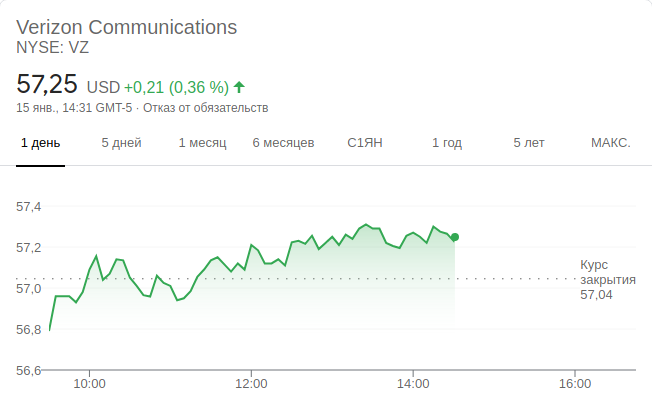 Verizon Communications
NYSE: VZ
57,25 USD +0,21 (0,36 %)
15 янв., 14:31 GMT-5 · Отказ от обязательств
1 день 5 дней 1 месяц 6 месяцев С1ЯН 1 год 5 лет МАКС.
57,4
57,2
Курс
закрытия
57,04
57,0
56,8
56,6
10:00 12:00 14:00 16:00